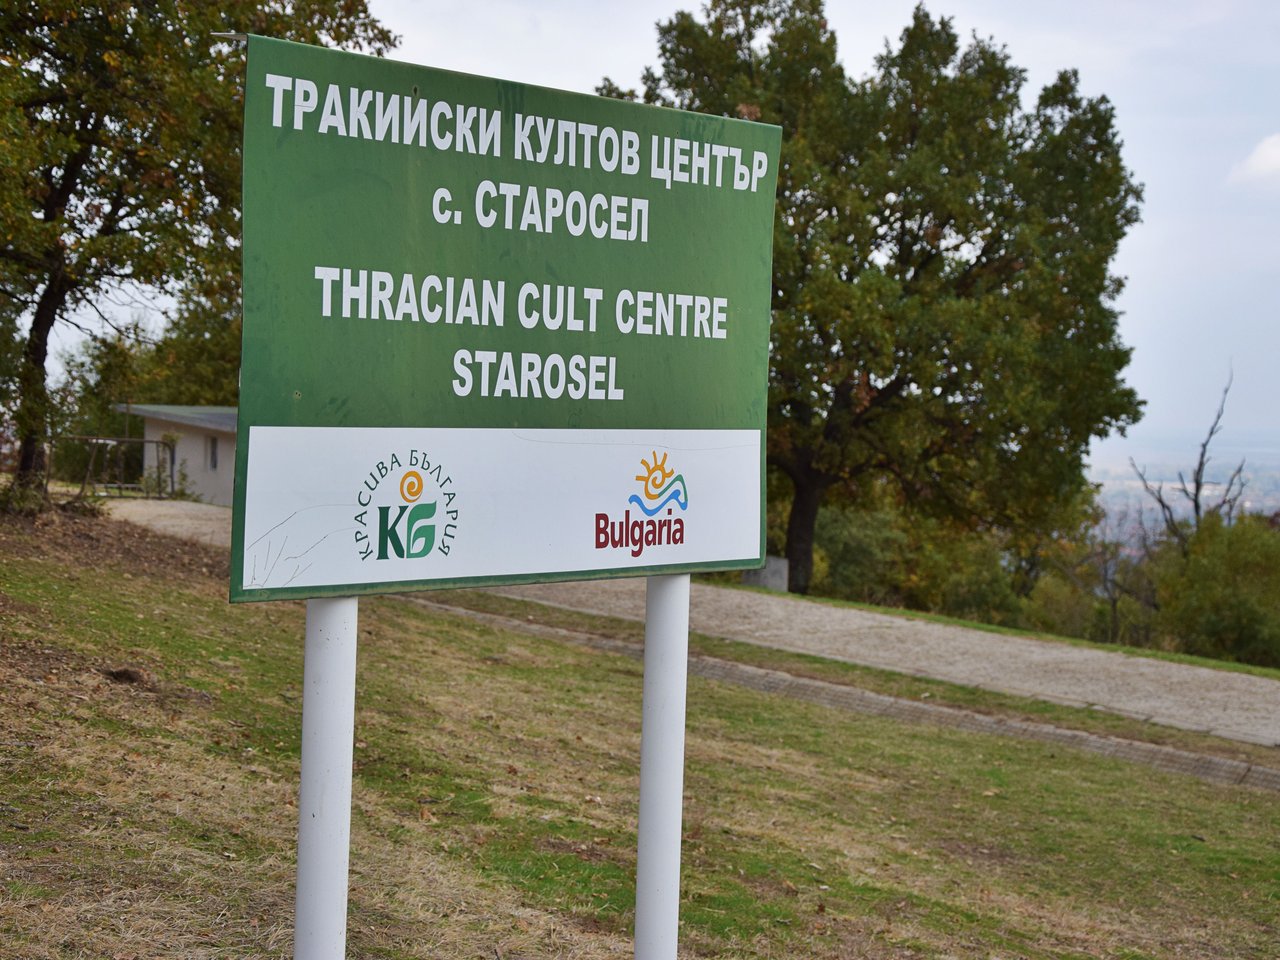 ТРАКИЙСКИ КУЛТОВ ЦЕНТЪР
с. СТАРОСЕЛ
THRACIAN CULT CENTRE
STAROSEL
КРАСИВА БЪЛГАРИЯ
КБ
Bulgaria